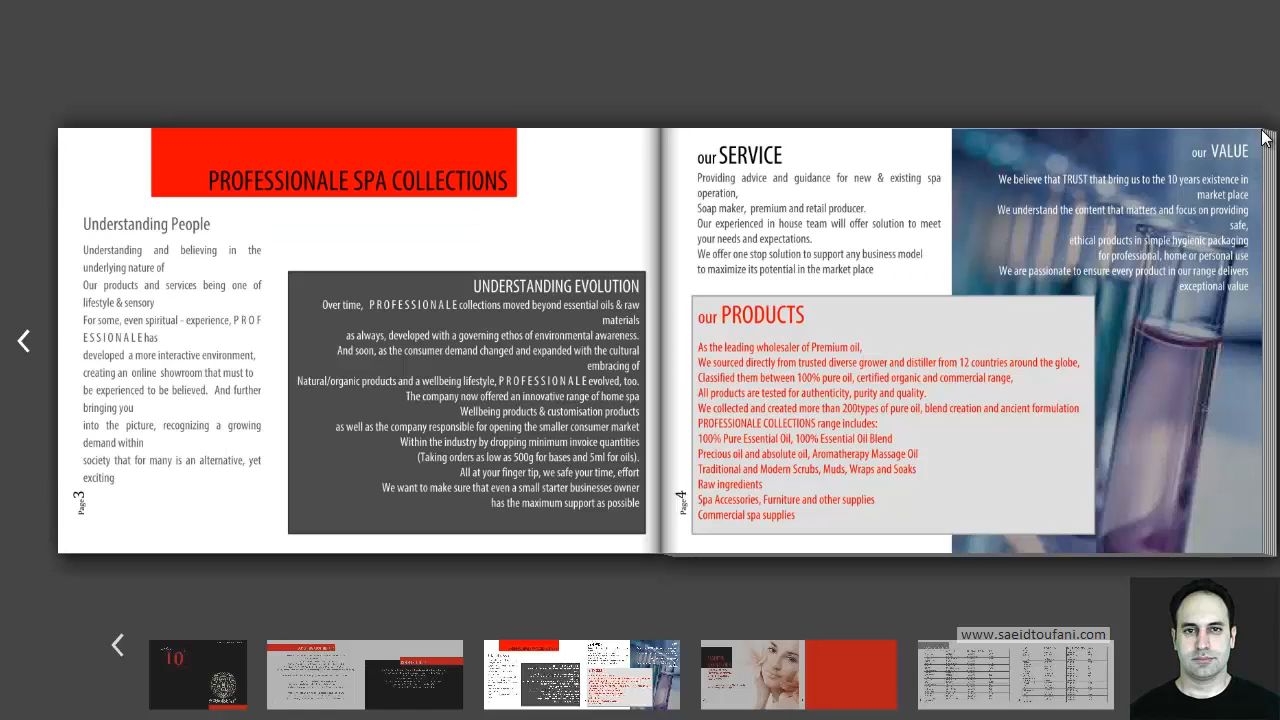 PROFESSIONALE SPA COLLECTIONS
Understanding People
Understanding and believing in the
underlying nature of
Our products and services being one of
lifestyle & sensory
For some, even spiritual - experience, P R O F
E S S I O N A L E has
developed a more interactive environment,
creating an online showroom that must to
be experienced to be believed. And further
bringing you
into the picture, recognizing a growing
demand within
society that for many is an alternative, yet
exciting
Page3
UNDERSTANDING EVOLUTION
Over time, P R O F E S S I O N A L E collections moved beyond essential oils & raw
materials
as always, developed with a governing ethos of environmental awareness.
And soon, as the consumer demand changed and expanded with the cultural
embracing of
Natural/organic products and a wellbeing lifestyle, P R O F E S S I O N A L E evolved, too.
The company now offered an innovative range of home spa
Wellbeing products & customisation products
as well as the company responsible for opening the smaller consumer market
Within the industry by dropping minimum invoice quantities
(Taking orders as low as 500g for bases and 5ml for oils).
All at your finger tip, we safe your time, effort
We want to make sure that even a small starter businesses owner
has the maximum support as possible
our SERVICE
Providing advice and guidance for new & existing spa
operation,
Soap maker, premium and retail producer.
Our experienced in house team will offer solution to meet
your needs and expectations.
We offer one stop solution to support any business model
to maximize its potential in the market place
our VALUE
We believe that TRUST that bring us to the 10 years existence in
market place
We understand the content that matters and focus on providing
safe,
ethical products in simple hygienic packaging
for professional, home or personal use
We are passionate to ensure every product in our range delivers
exceptional value
our PRODUCTS
As the leading wholesaler of Premium oil,
We sourced directly from trusted diverse grower and distiller from 12 countries around the globe,
Classified them between 100% pure oil, certified organic and commercial range,
All products are tested for authenticity, purity and quality.
We collected and created more than 200types of pure oil, blend creation and ancient formulation
PROFESSIONALE COLLECTIONS range includes:
100% Pure Essential Oil, 100% Essential Oil Blend
Precious oil and absolute oil, Aromatherapy Massage Oil
Traditional and Modern Scrubs, Muds, Wraps and Soaks
Raw ingredients
Spa Accessories, Furniture and other supplies
Commercial spa supplies
Page4
10
www.saeidtoufani.com